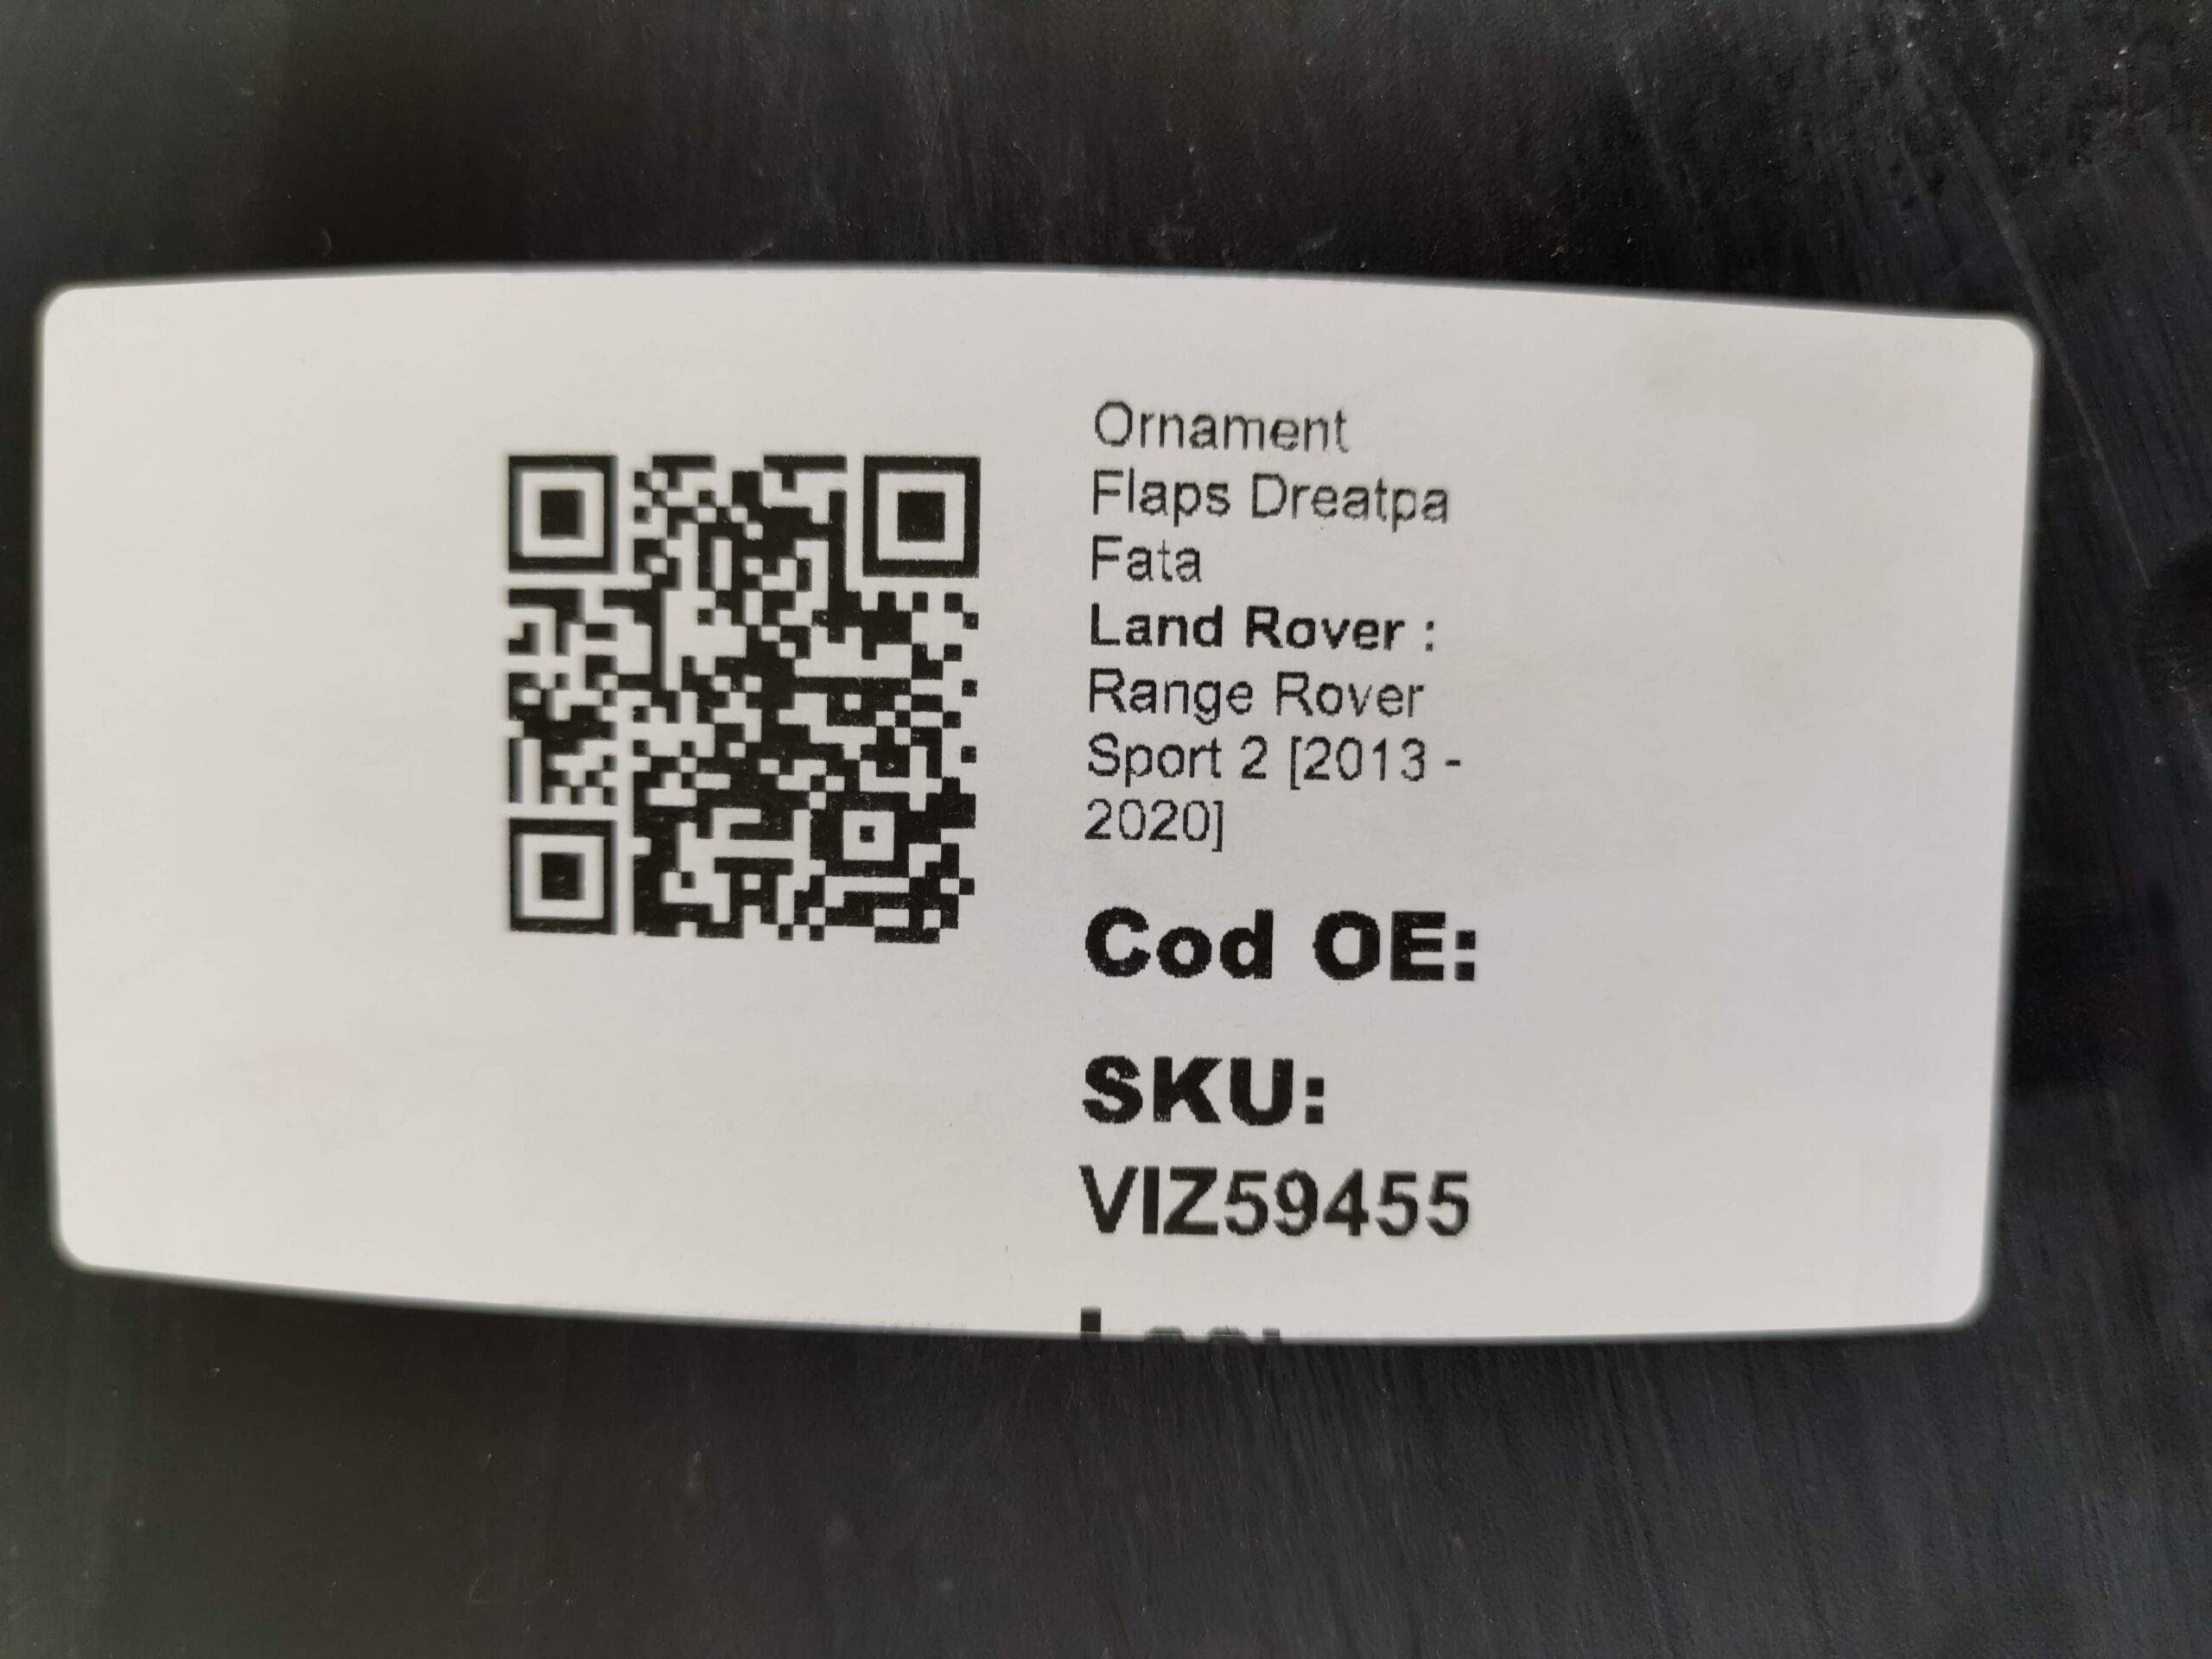 Ornament
Flaps Dreatpa
Fata
Land Rover :
Range Rover
Sport 2 [2013 -
2020]
Cod OE:
SKU:
VIZ59455